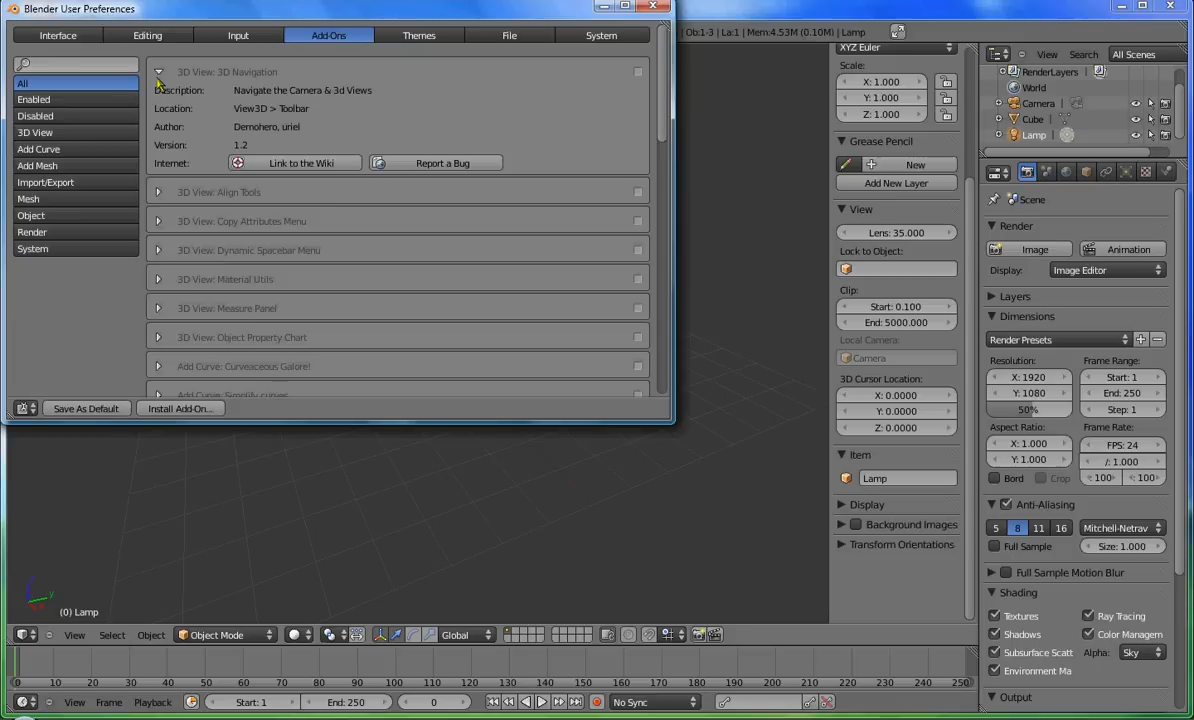 Blender User Preferences
Interface Editing Input Add-Ons Themes File System
All
Enabled
Disabled
3D View
Add Curve
Add Mesh
Import/Export
Mesh
Object
Render
System
3D View: 3D Navigation
Description: Navigate the Camera & 3d Views
Location: View3D > Toolbar
Author: Demohero, uriel
Version: 1.2
Internet: Link to the Wiki Report a Bug
3D View: Align Tools
3D View: Copy Attributes Menu
3D View: Dynamic Spacebar Menu
3D View: Material Utils
3D View: Measure Panel
3D View: Object Property Chart
Add Curve: Curveaceous Galore!
Add Curve: Simplify curves
Save As Default Install Add-On...
| Ob:1-3 | La:1 | Mem:4.53M (0.10M) | Lamp
XYZ Euler
Scale:
X: 1.000
Y: 1.000
Z: 1.000
Grease Pencil
New
Add New Layer
View
Lens: 35.000
Lock to Object:
Clip:
Start: 0.100
End: 5000.000
Local Camera:
Camera
3D Cursor Location:
X: 0.0000
Y: 0.0000
Z: 0.0000
Item
Lamp
Display
Background Images
Transform Orientations
View Search All Scenes
RenderLayers
World
Camera
Cube
Lamp
Scene
Render
Image Animation
Display: Image Editor
Layers
Dimensions
Render Presets
Resolution: Frame Range:
X: 1920 Start: 1
Y: 1080 End: 250
50% Step: 1
Aspect Ratio: Frame Rate:
X: 1.000 FPS: 24
Y: 1.000 /: 1.000
Bord Crop : 100 : 100
Anti-Aliasing
5 8 11 16 Mitchell-Netrav
Full Sample Size: 1.000
Full Sample Motion Blur
Shading
Textures Ray Tracing
Shadows Color Managem
Subsurface Scatt Alpha: Sky
Environment Ma
Output
(0) Lamp
View Select Object Object Mode Global
0 10 20 30 40 50 60 70 80 90 100 110 120 130 140 150 160 170 180 190 200 210 220 230 240 250
View Frame Playback Start: 1 End: 250 0 No Sync